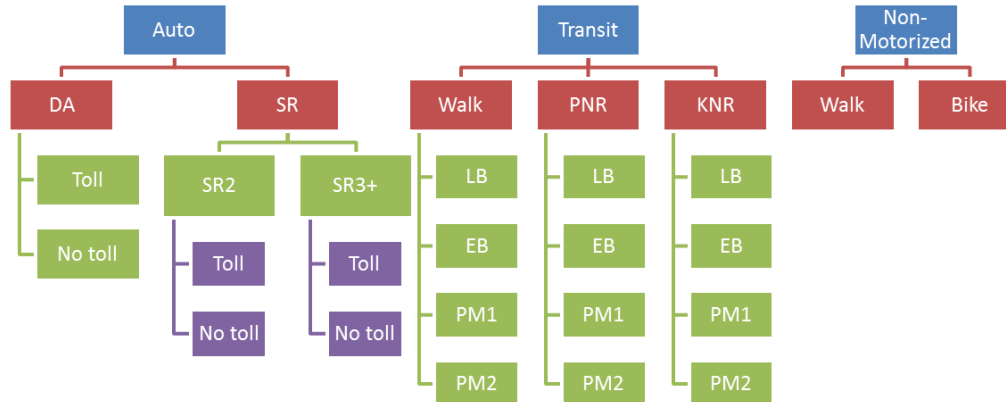 Auto
Transit
Non-
Motorized
DA
SR
Walk
PNR
KNR
Walk
Bike
Toll
No toll
SR2
SR3+
Toll
No toll
Toll
No toll
LB
EB
PM1
PM2
LB
EB
PM1
PM2
LB
EB
PM1
PM2